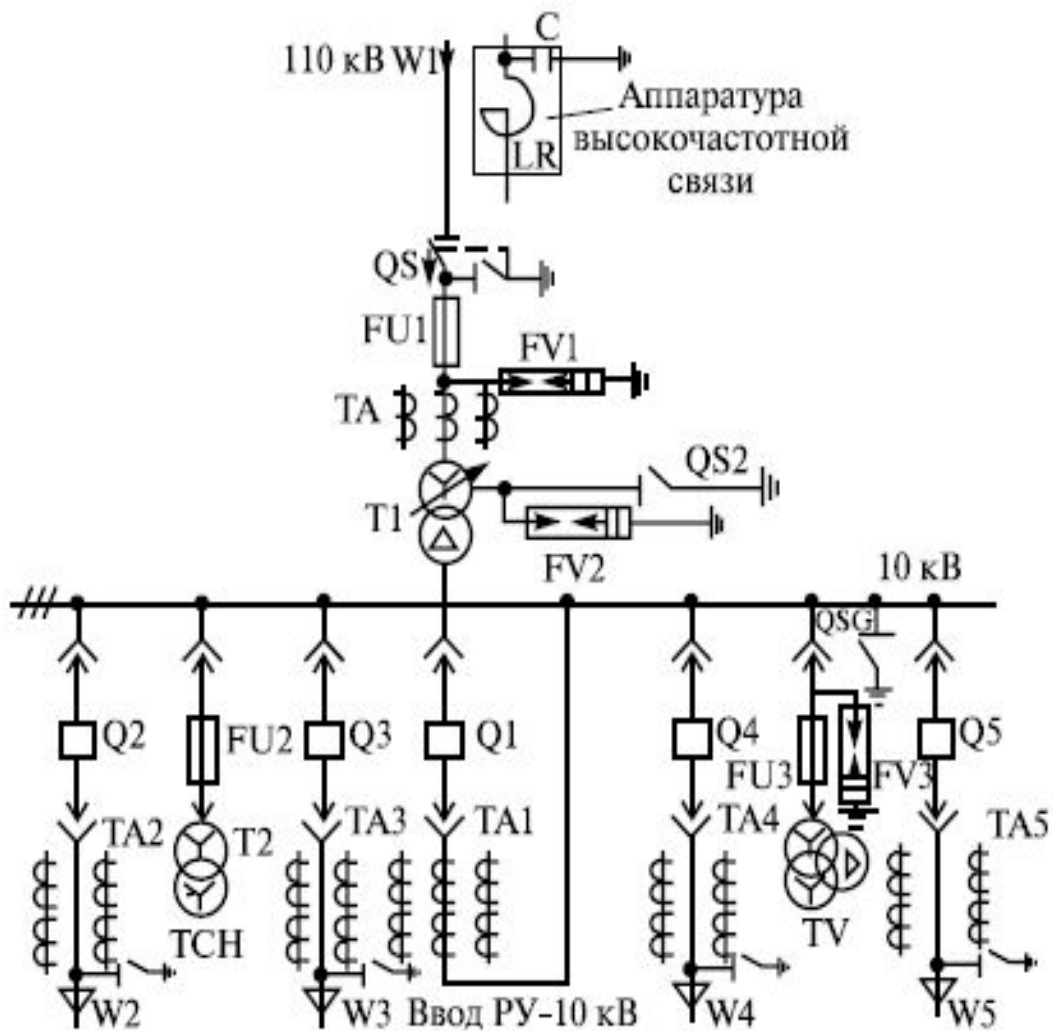 C
110 кВ W1
Аппаратура
высокочастотной
связи
LR
QS
FU1
FV1
TA
QS2
T1
FV2
10 кВ
QSG
Q2
FU2
Q3
Q1
Q4
FU3
FV3
Q5
TA2
T2
TA3
TA1
TA4
TA5
ТСН
TV
W2
W3
Ввод РУ-10 кВ
W4
W5